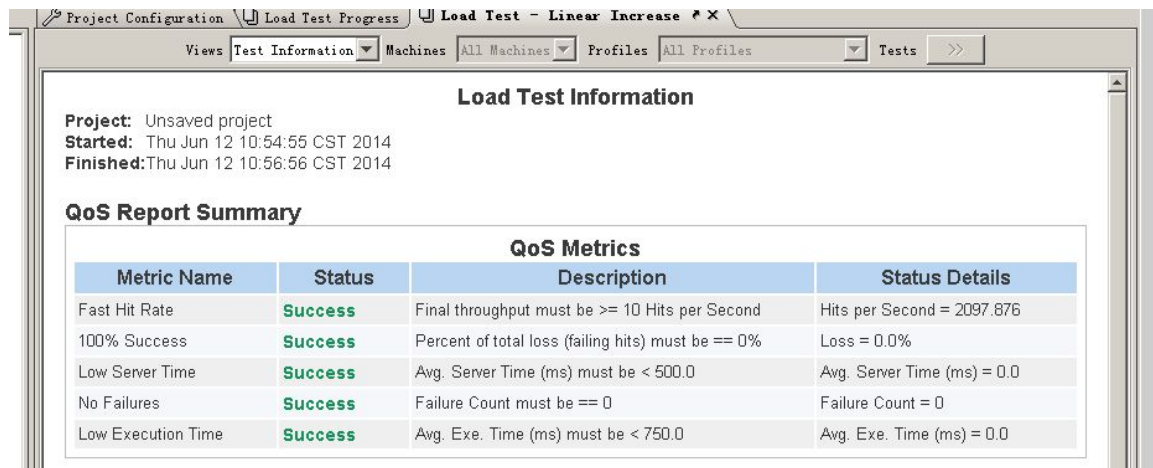 Project Configuration Load Test Progress Load Test - Linear Increase
Views Test Information Machines All Machines Profiles All Profiles Tests >>
Load Test Information
Project: Unsaved project
Started: Thu Jun 12 10:54:55 CST 2014
Finished:Thu Jun 12 10:56:56 CST 2014
QoS Report Summary
QoS Metrics
Metric Name Status Description Status Details
Fast Hit Rate Success Final throughput must be >= 10 Hits per Second Hits per Second = 2097.876
100% Success Success Percent of total loss (failing hits) must be == 0% Loss = 0.0%
Low Server Time Success Avg. Server Time (ms) must be < 500.0 Avg. Server Time (ms) = 0.0
No Failures Success Failure Count must be == 0 Failure Count = 0
Low Execution Time Success Avg. Exe. Time (ms) must be < 750.0 Avg. Exe. Time (ms) = 0.0